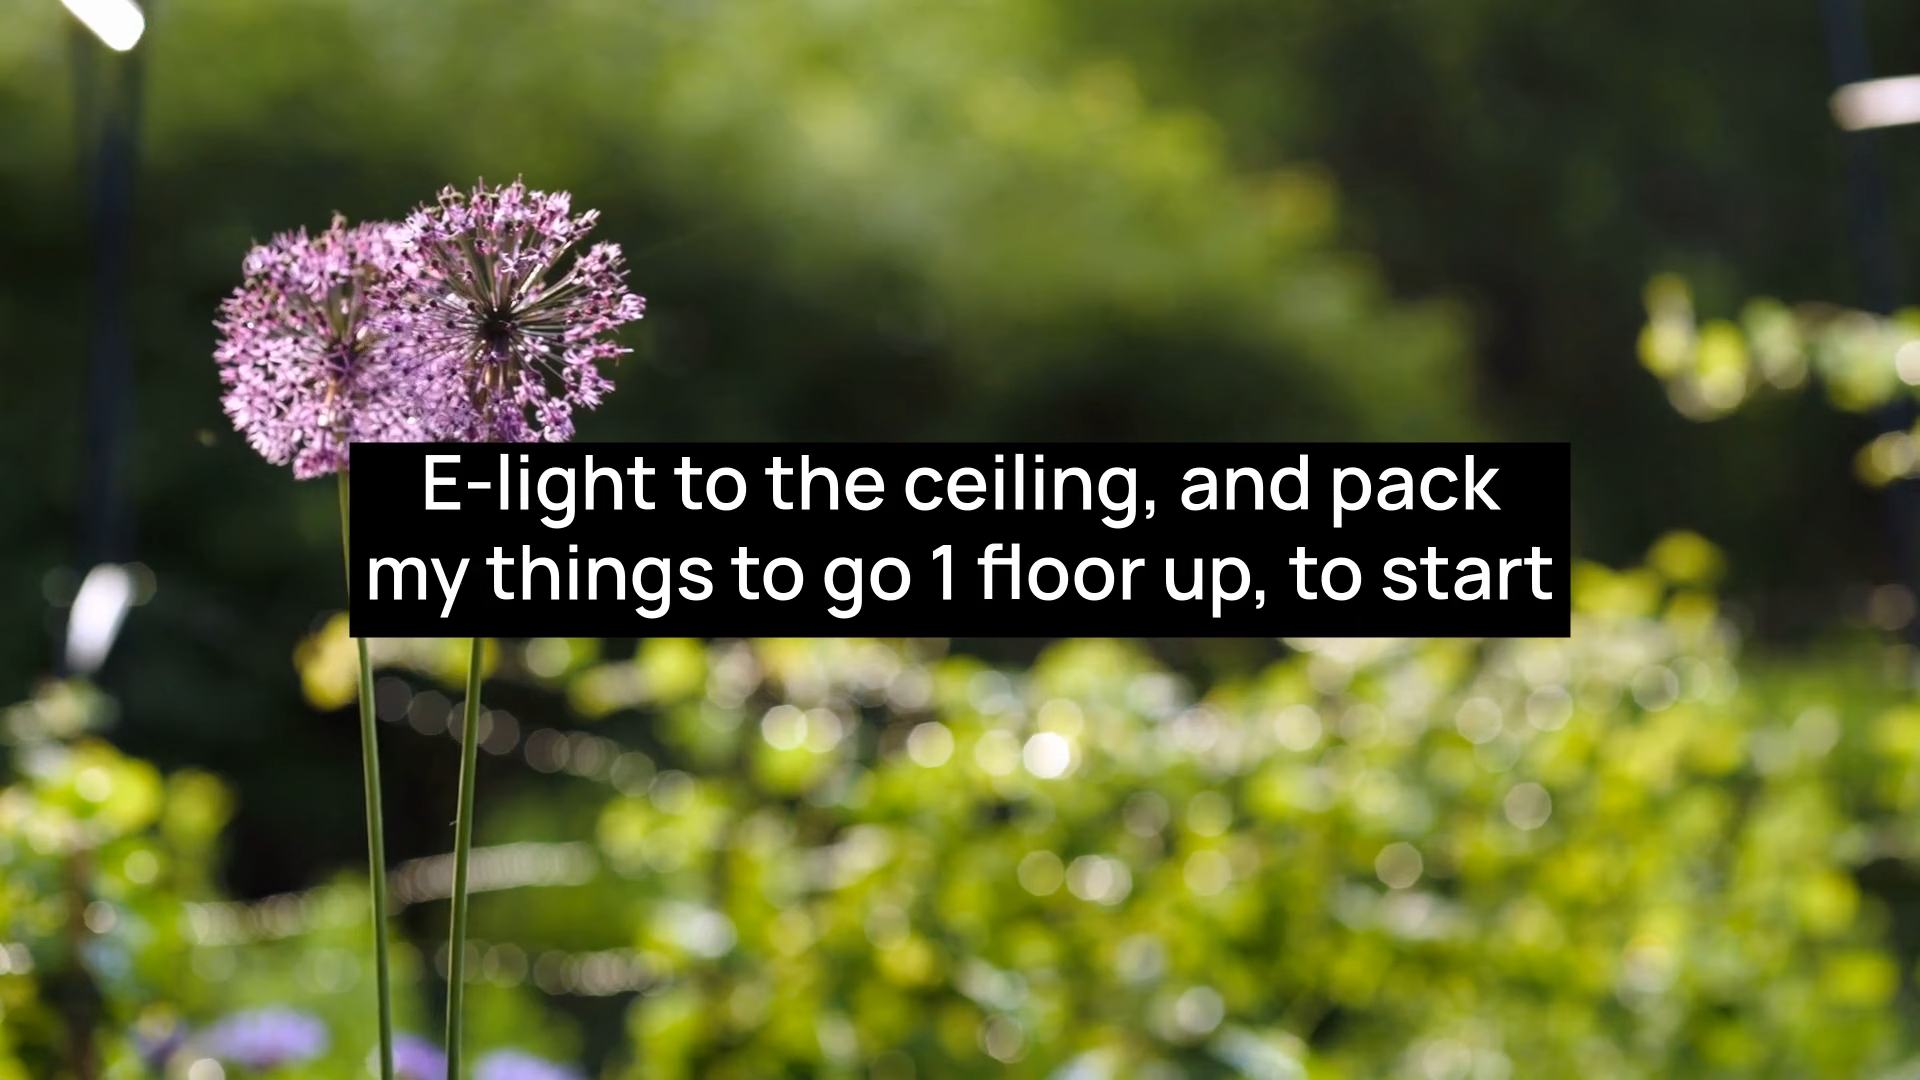 E-light to the ceiling, and pack
my things to go 1 floor up, to start